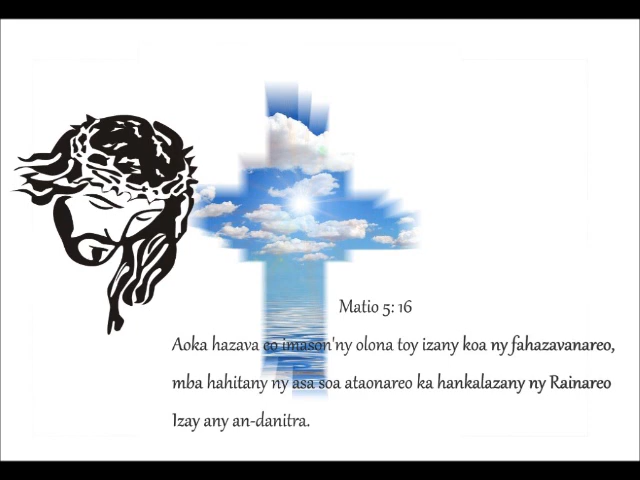 Matio 5: 16
Aoka hazava eo imason'ny olona toy izany koa ny fahazavanareo,
mba hahitany ny asa soa ataonareo ka hankalazany ny Rainareo
Izay any an-danitra.